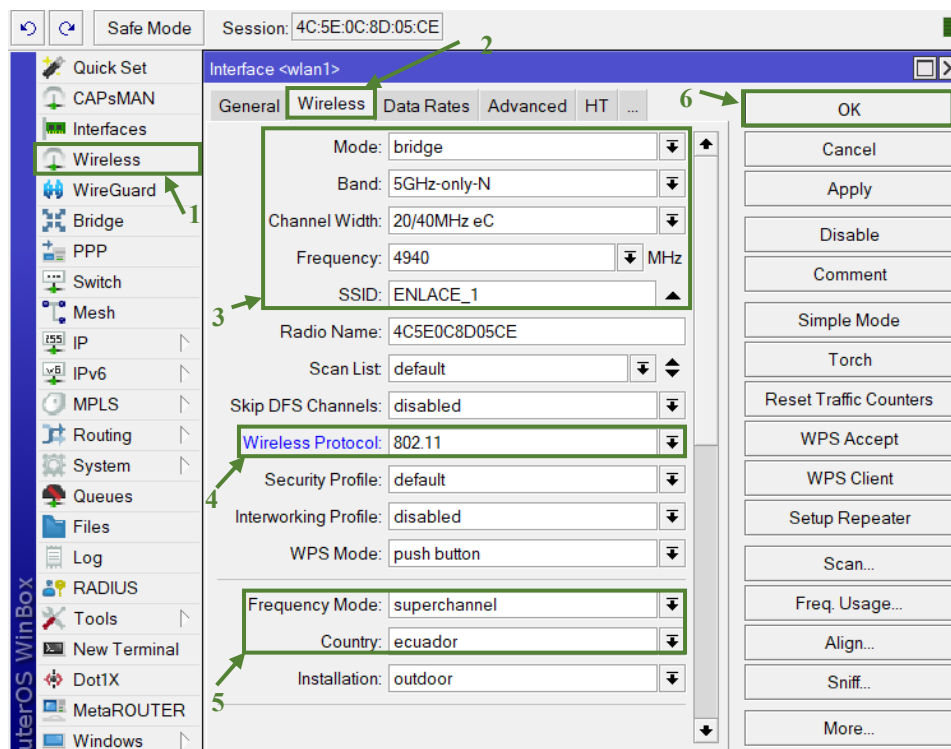 Safe Mode Session: 4C:5E:0C:8D:05:CE
2
Quick Set
CAPsMAN
Interfaces
Wireless
1
WireGuard
Bridge
PPP
Switch
Mesh
IP
IPv6
MPLS
Routing
System
Queues
Files
Log
RADIUS
Tools
New Terminal
Dot1X
MetaROUTER
Windows
uterOS WinBox
Interface <wlan1>
General Wireless Data Rates Advanced HT ...
Mode: bridge
Band: 5GHz-only-N
Channel Width: 20/40MHz eC
Frequency: 4940 MHz
SSID: ENLACE_1
3
Radio Name: 4C5E0C8D05CE
Scan List: default
Skip DFS Channels: disabled
Wireless Protocol: 802.11
4
Security Profile: default
Interworking Profile: disabled
WPS Mode: push button
Frequency Mode: superchannel
Country: ecuador
5
Installation: outdoor
6
OK
Cancel
Apply
Disable
Comment
Simple Mode
Torch
Reset Traffic Counters
WPS Accept
WPS Client
Setup Repeater
Scan...
Freq. Usage...
Align...
Sniff...
More...